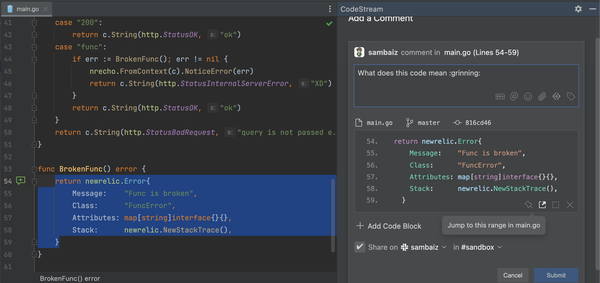 main.go
CodeStream
Add a Comment
41 case "200":
42 return c.String(http.StatusOK, s: "ok")
43 case "func":
44 if err := BrokenFunc(); err != nil {
45 nrecho.FromContext(c).NoticeError(err)
46 return c.String(http.StatusInternalServerError, s: "XD")
47 }
48 return c.String(http.StatusOK, s: "ok")
49 }
50 return c.String(http.StatusBadRequest, s: "query is not passed e.
51 }
52
53 func BrokenFunc() error {
54 return newrelic.Error{
55 Message: "Func is broken",
56 Class: "FuncError",
57 Attributes: map[string]interface{}{},
58 Stack: newrelic.NewStackTrace(),
59 }
60 }
61
BrokenFunc() error
sambaiz comment in main.go (Lines 54-59)
What does this code mean :grinning:
main.go master 816cd46
54. return newrelic.Error{
55. Message: "Func is broken",
56. Class: "FuncError",
57. Attributes: map[string]interface{}{},
58. Stack: newrelic.NewStackTrace(),
59. }
Jump to this range in main.go
+ Add Code Block
Share on sambaiz in #sandbox
Cancel
Submit